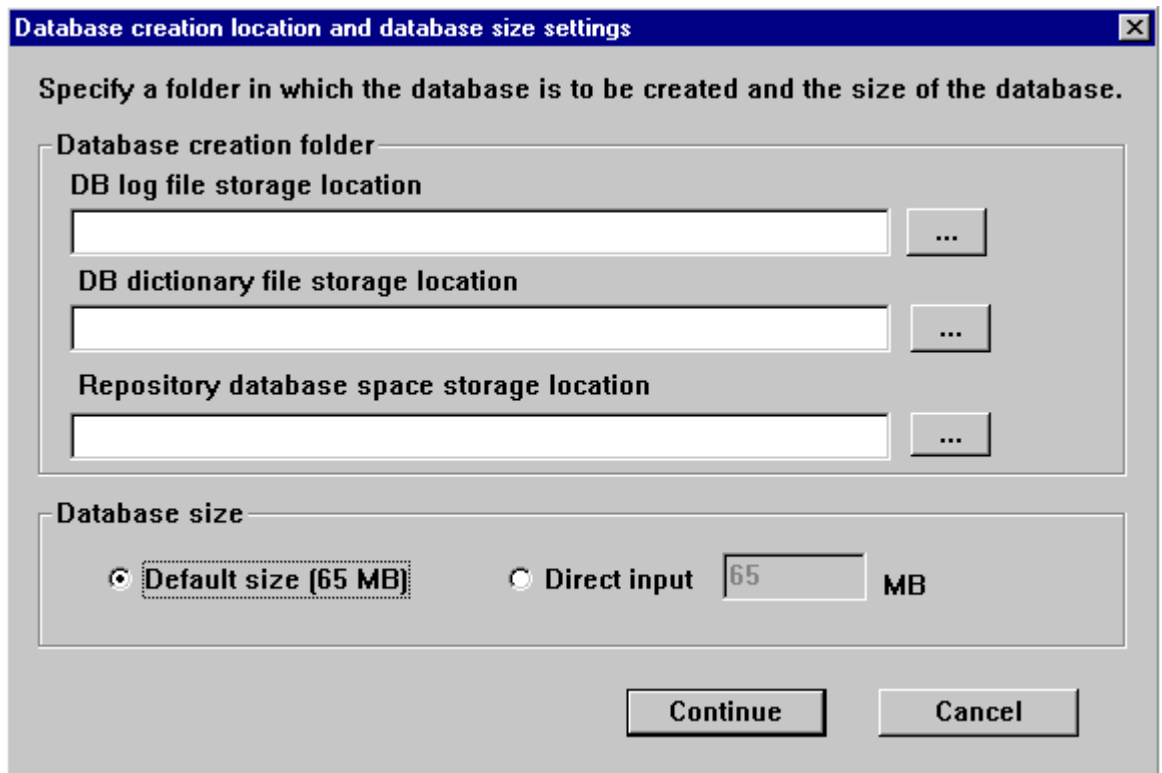 Database creation location and database size settings
Specify a folder in which the database is to be created and the size of the database.
Database creation folder
DB log file storage location
...
DB dictionary file storage location
...
Repository database space storage location
...
Database size
Default size (65 MB)
Direct input 65 MB
Continue Cancel